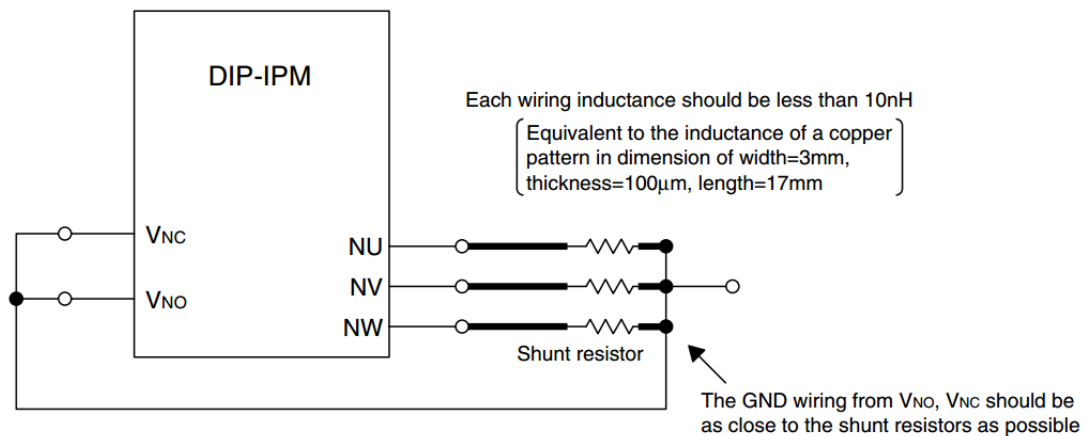 DIP-IPM
Each wiring inductance should be less than 10nH
Equivalent to the inductance of a copper
pattern in dimension of width=3mm,
thickness=100μm, length=17mm
VNC
NU
NV
VNO
NW
Shunt resistor
The GND wiring from VNO, VNC should be
as close to the shunt resistors as possible